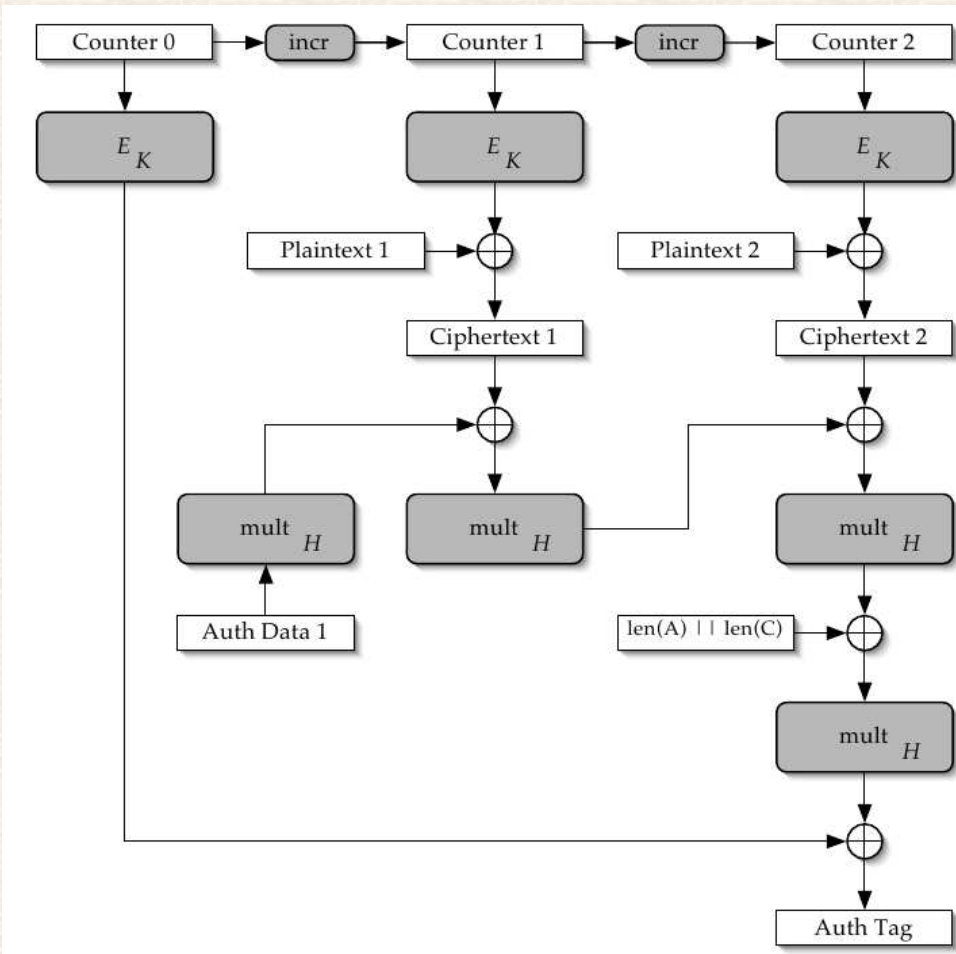 Counter 0
incr
Counter 1
incr
Counter 2
E K
E K
E K
Plaintext 1
Plaintext 2
Ciphertext 1
Ciphertext 2
mult H
mult H
mult H
Auth Data 1
len(A) || len(C)
mult H
Auth Tag